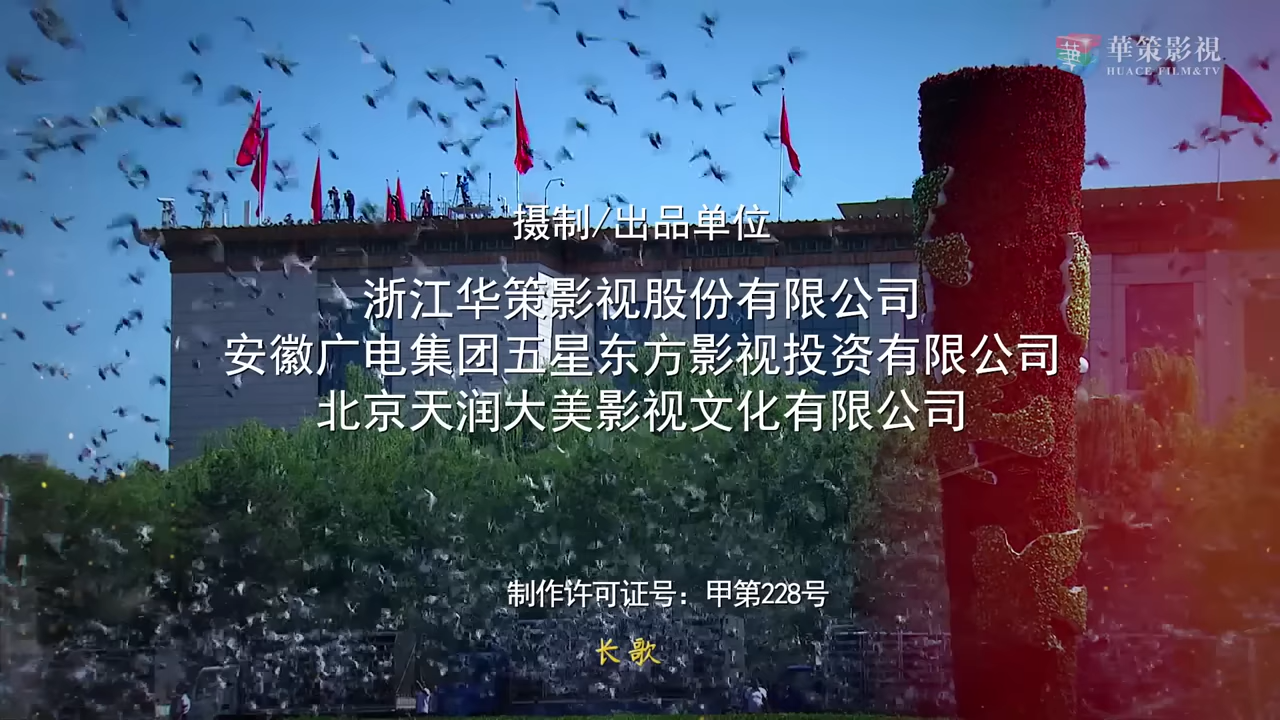 華策影視
HUACE FILM&TV
摄制/出品单位
浙江华策影视股份有限公司
安徽广电集团五星东方影视投资有限公司
北京天润大美影视文化有限公司
制作许可证号：甲第228号
长歌